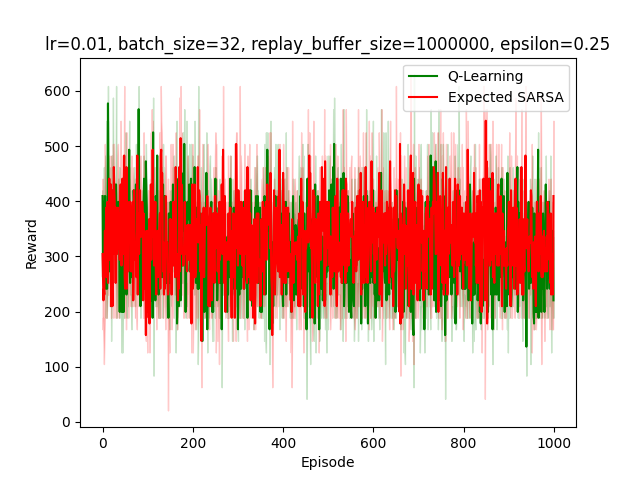 lr=0.01, batch_size=32, replay_buffer_size=1000000, epsilon=0.25
Q-Learning
Expected SARSA
600
500
400
300
200
100
0
Reward
0 200 400 600 800 1000
Episode